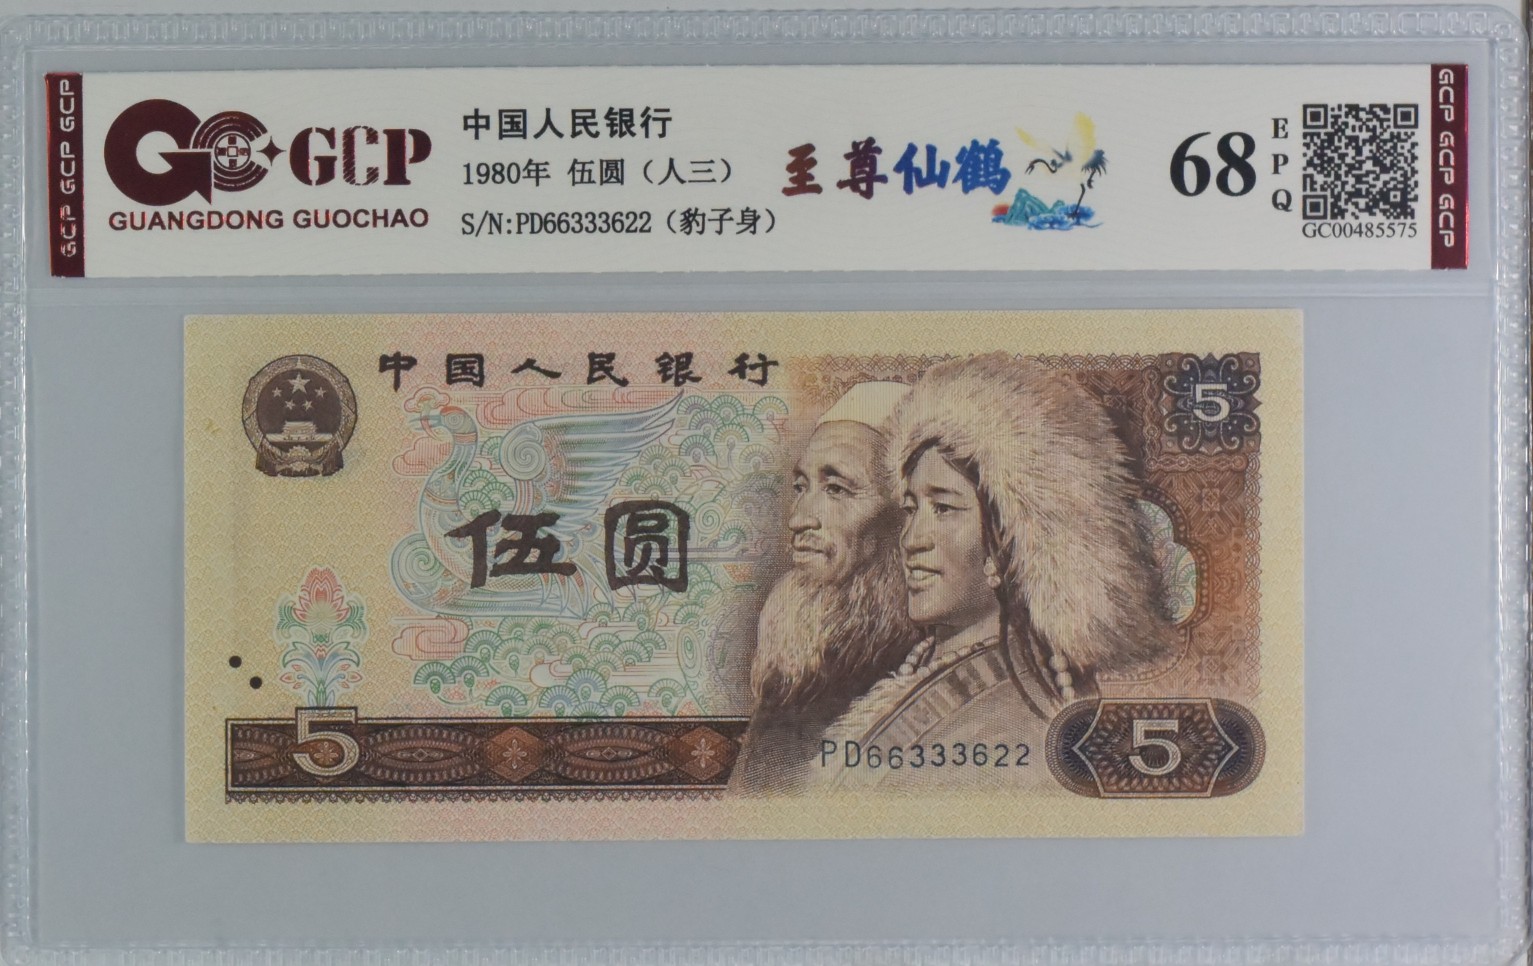 GCP GCP GCP
GCP
GUANGDONG GUOCHAO
中国人民银行
1980年 伍圆（人三）
S/N:PD66333622（豹子身）
至尊仙鹤
68
EPQ
GC00485575
GCP GCP GCP
中国人民银行
5
伍圆
5
PD66333622
5